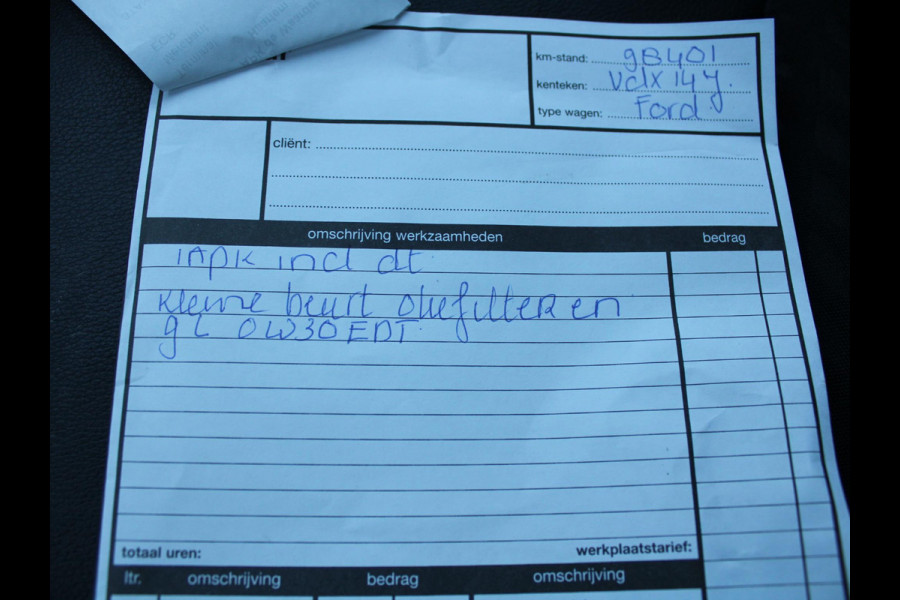 km-stand: 98401
kenteken: VdX 14 y.
type wagen: Ford
cliënt:
omschrijving werkzaamheden bedrag
1 APK incl dt
kleine beurt oliefilter en
9 L 0W30 EDT
totaal uren: werkplaatstarief:
ltr. omschrijving bedrag omschrijving